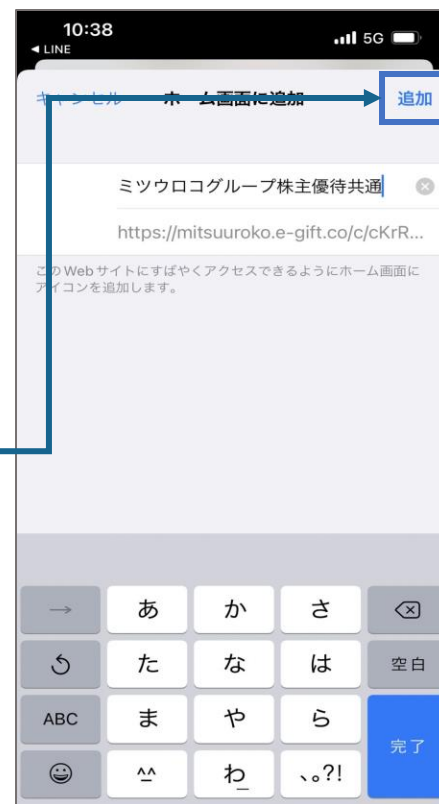 10:38
◀ LINE
5G
キャンセル ホーム画面に追加 追加
ミツウロコグループ株主優待共通
https://mitsuuroko.e-gift.co/c/cKrR...
このWebサイトにすばやくアクセスできるようにホーム画面に
アイコンを追加します。
→ あ か さ
た な は 空白
ABC ま や ら
^^ わ_ 、。?! 完了